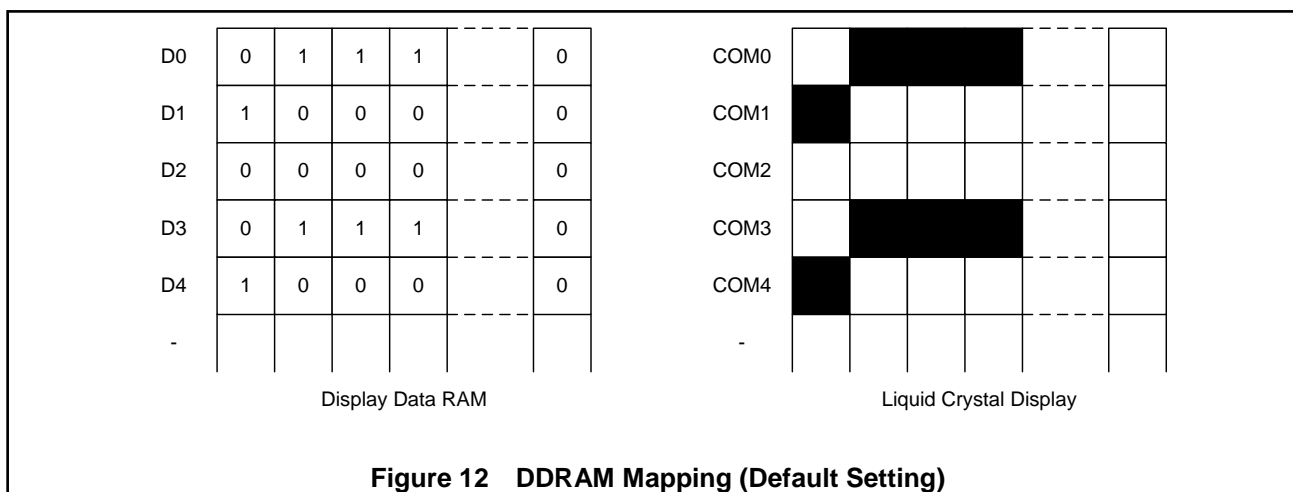 D0 0 1 1 1 0 COM0
D1 1 0 0 0 0 COM1
D2 0 0 0 0 0 COM2
D3 0 1 1 1 0 COM3
D4 1 0 0 0 0 COM4
- -
Display Data RAM Liquid Crystal Display
Figure 12 DDRAM Mapping (Default Setting)